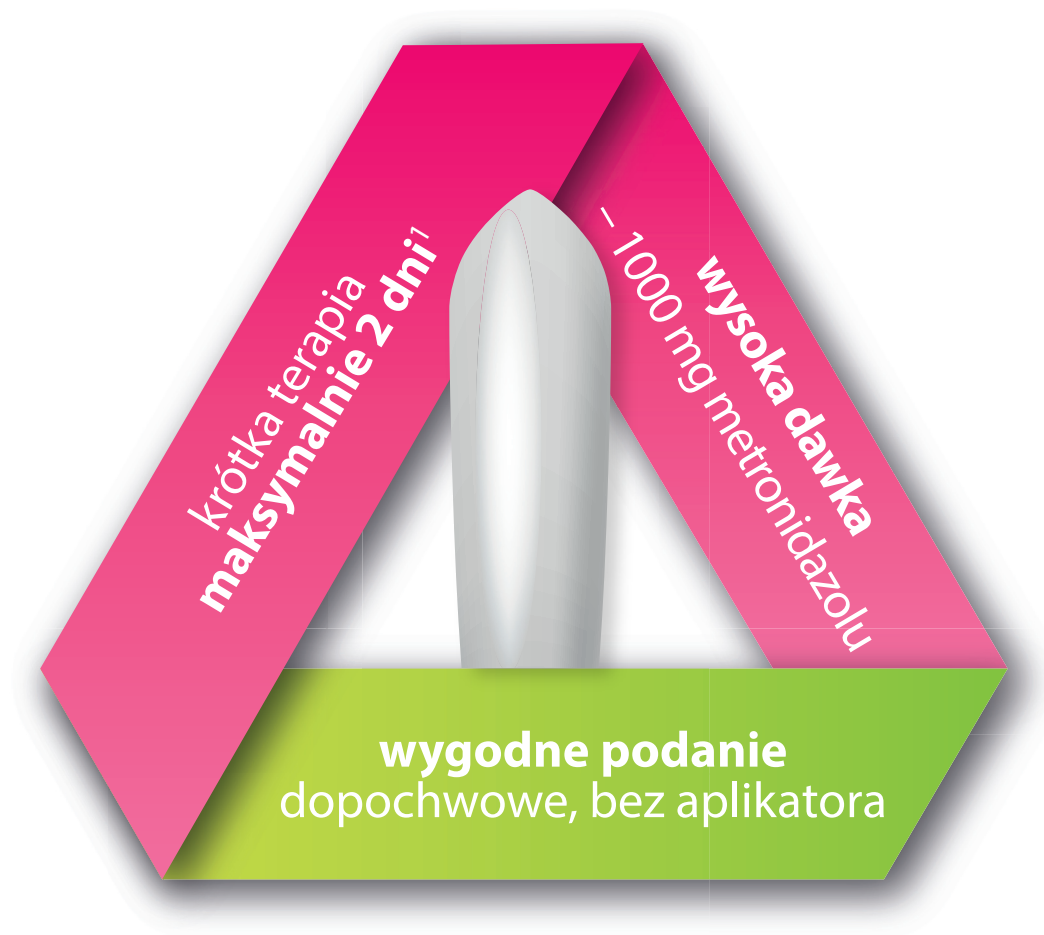 krótka terapia
maksymalnie 2 dni¹
wysoka dawka
– 1000 mg metronidazolu
wygodne podanie
dopochwowe, bez aplikatora